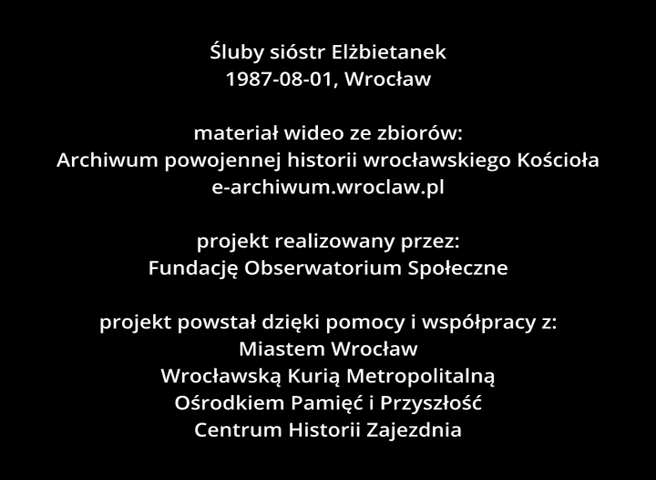 Śluby sióstr Elżbietanek
1987-08-01, Wrocław
materiał wideo ze zbiorów:
Archiwum powojennej historii wrocławskiego Kościoła
e-archiwum.wroclaw.pl
projekt realizowany przez:
Fundację Obserwatorium Społeczne
projekt powstał dzięki pomocy i współpracy z:
Miastem Wrocław
Wrocławską Kurią Metropolitalną
Ośrodkiem Pamięć i Przyszłość
Centrum Historii Zajezdnia